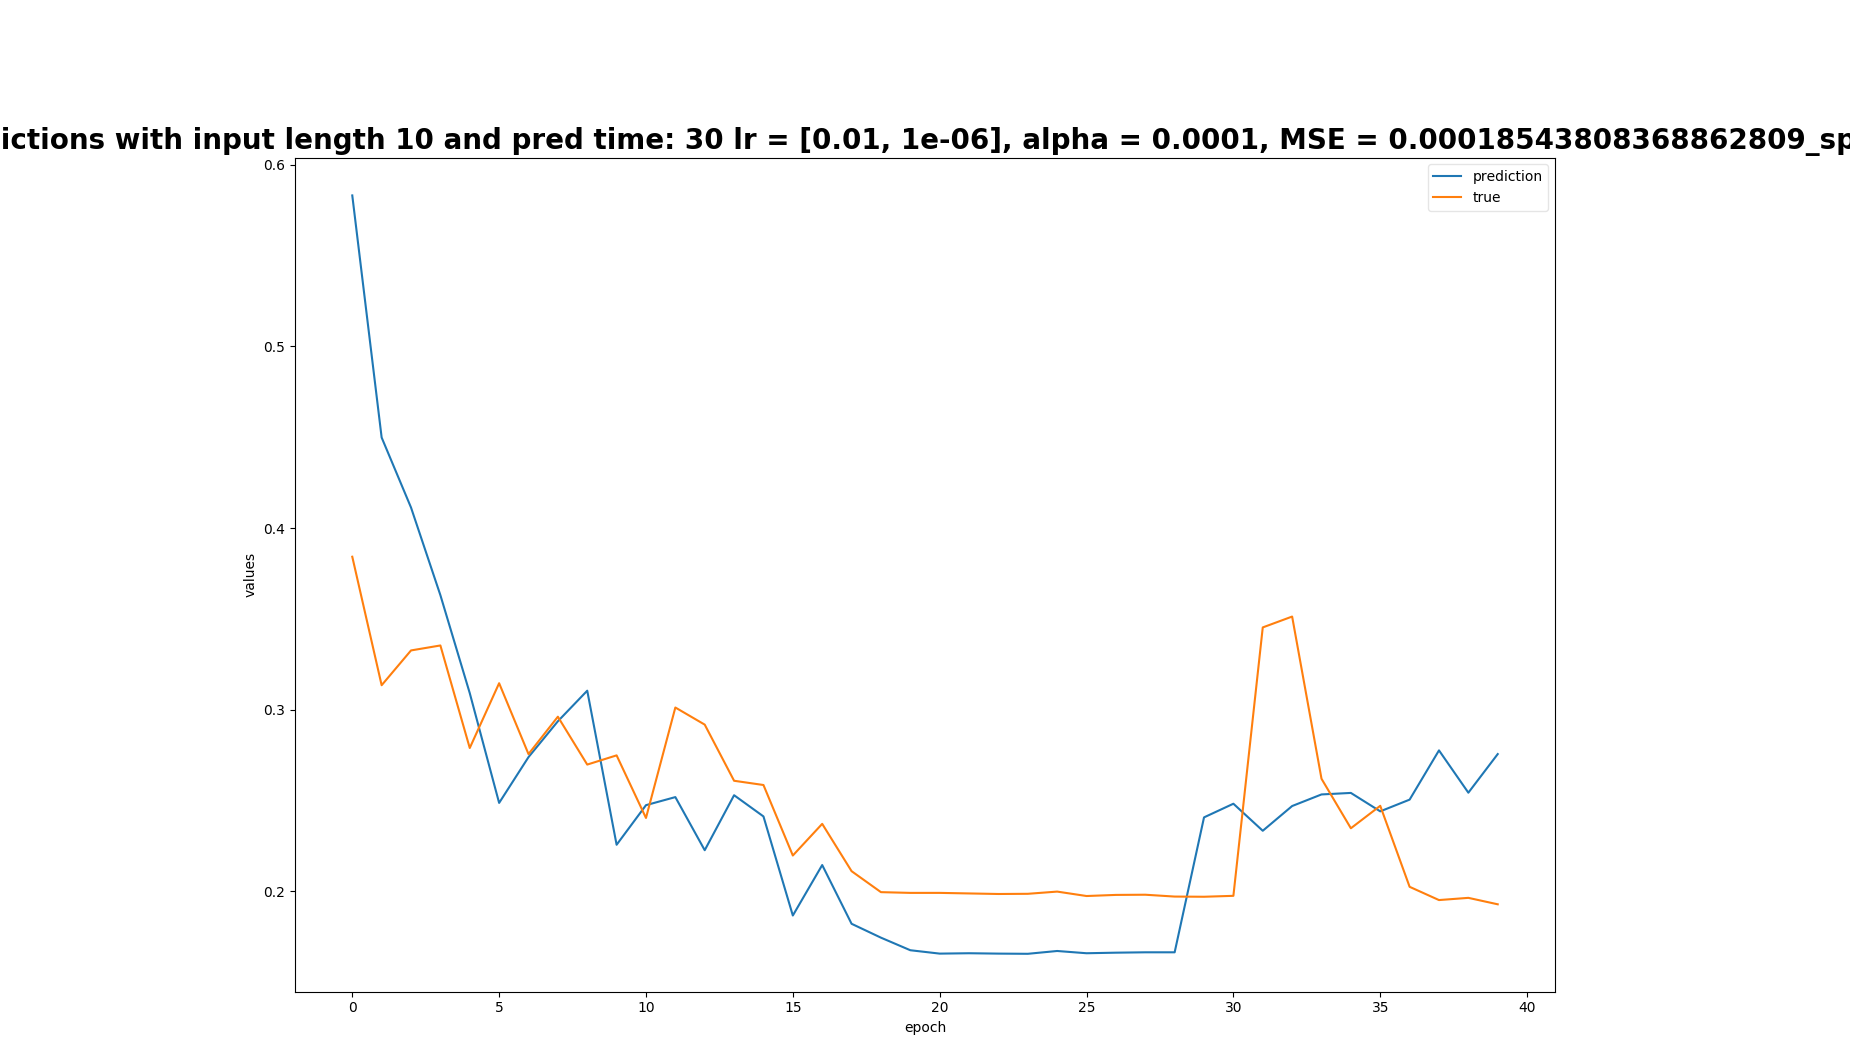 ictions with input length 10 and pred time: 30 lr = [0.01, 1e-06], alpha = 0.0001, MSE = 0.00018543808368862809_sp
prediction
true
0.6
0.5
0.4
0.3
0.2
values
0 5 10 15 20 25 30 35 40
epoch